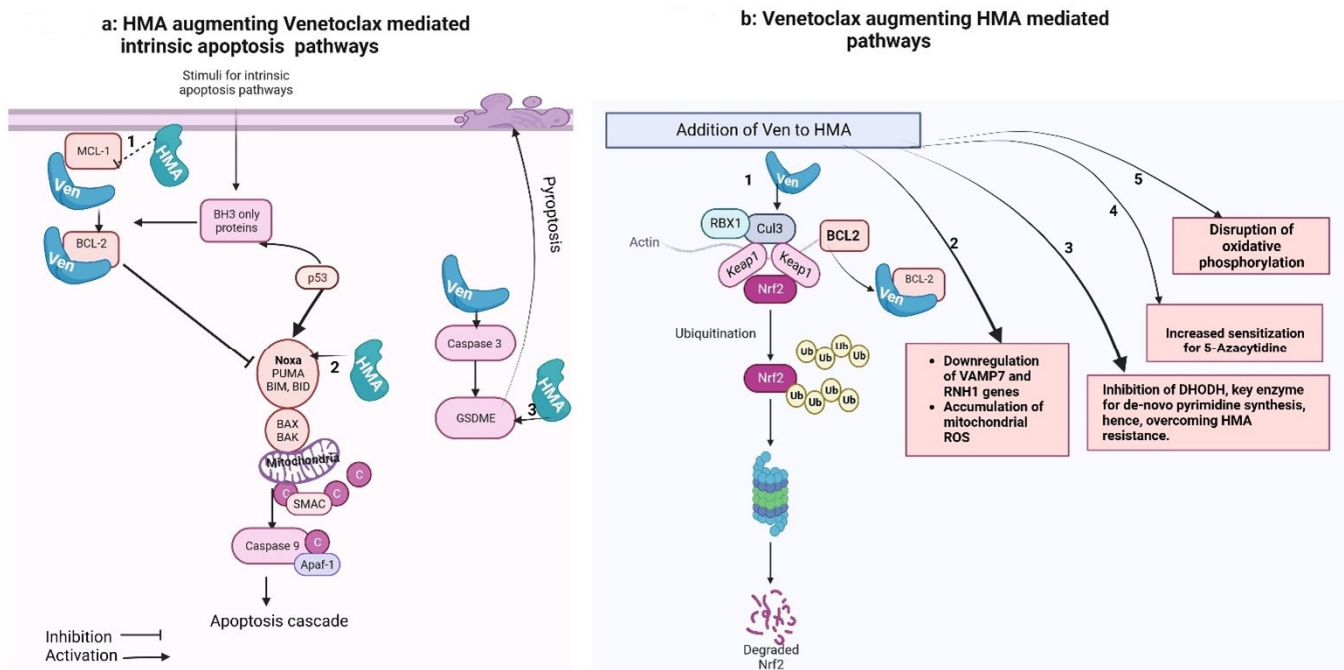 a: HMA augmenting Venetoclax mediated
intrinsic apoptosis pathways
Stimuli for intrinsic
apoptosis pathways
MCL-1
1
HMA
Ven
BCL-2
Ven
BH3 only
proteins
p53
Noxa
PUMA
BIM, BID
2
HMA
BAX
BAK
Mitochondria
C
C
C
SMAC
Caspase 9
C
Apaf-1
Apoptosis cascade
Inhibition
Activation
Pyroptosis
Ven
Caspase 3
GSDME
3
HMA
b: Venetoclax augmenting HMA mediated
pathways
Addition of Ven to HMA
1
Ven
RBX1
Cul3
BCL2
Actin
Keap1
Keap1
Nrf2
BCL-2
Ven
Ubiquitination
Ub
Ub
Ub
Ub
Nrf2
Ub
Ub
Ub
Ub
Degraded
Nrf2
2
3
4
5
• Downregulation
of VAMP7 and
RNH1 genes
• Accumulation of
mitochondrial
ROS
Inhibition of DHODH, key enzyme
for de-novo pyrimidine synthesis,
hence, overcoming HMA
resistance.
Increased sensitization
for 5-Azacytidine
Disruption of
oxidative
phosphorylation